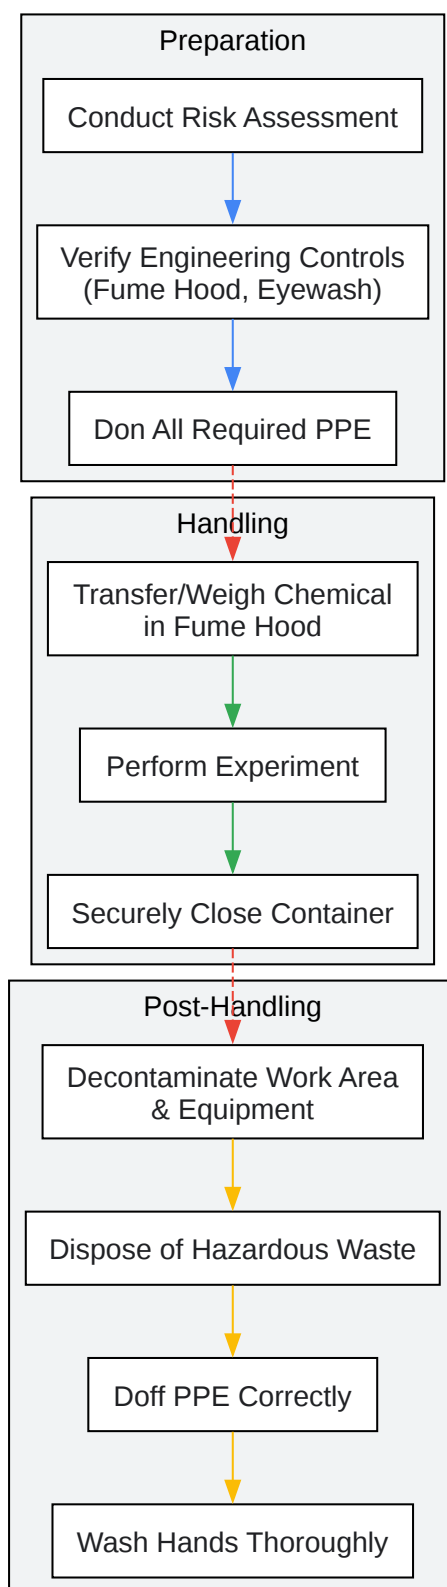 Preparation
Conduct Risk Assessment
Verify Engineering Controls
(Fume Hood, Eyewash)
Don All Required PPE
Handling
Transfer/Weigh Chemical
in Fume Hood
Perform Experiment
Securely Close Container
Post-Handling
Decontaminate Work Area
& Equipment
Dispose of Hazardous Waste
Doff PPE Correctly
Wash Hands Thoroughly